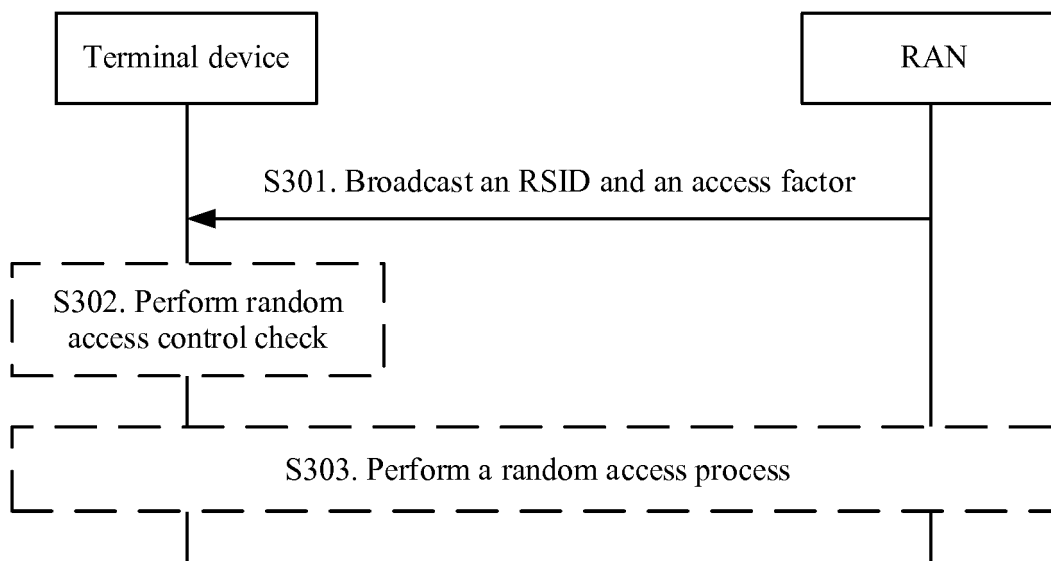 Terminal device
RAN
S301. Broadcast an RSID and an access factor
S302. Perform random
access control check
S303. Perform a random access process